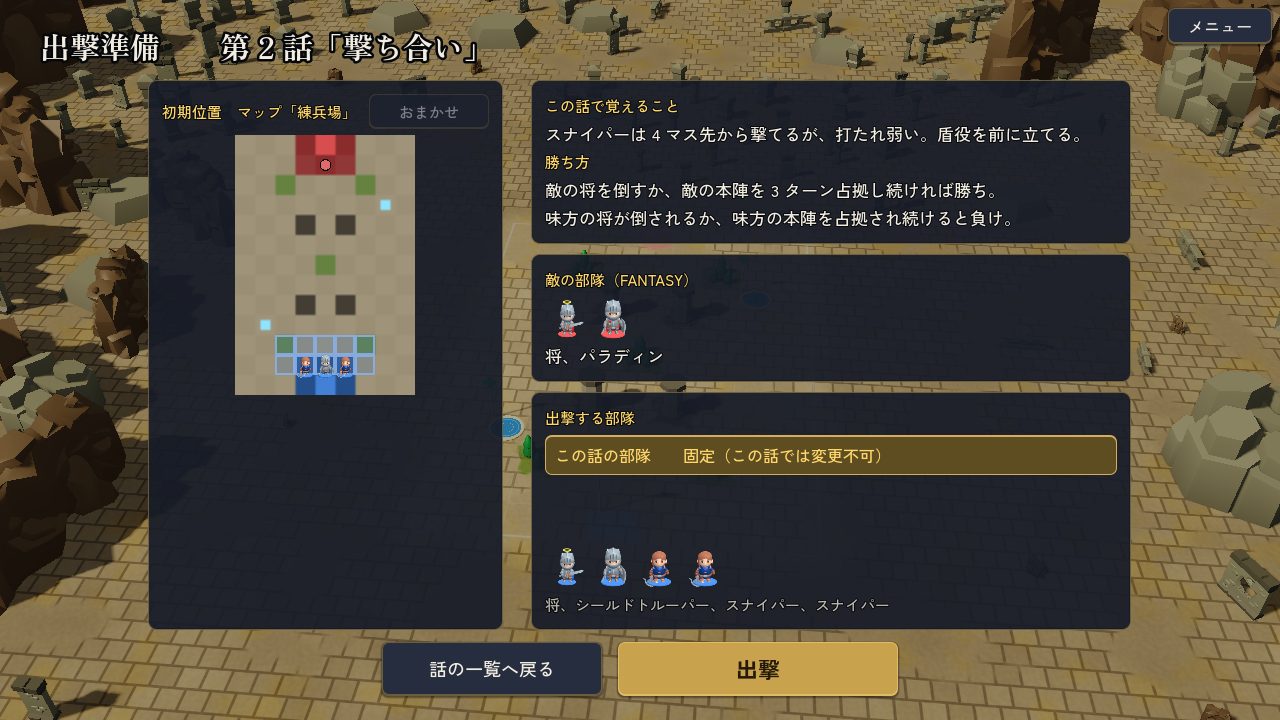 出撃準備　　第２話「撃ち合い」
メニュー
初期位置　マップ「練兵場」
おまかせ
この話で覚えること
スナイパーは４マス先から撃てるが、打たれ弱い。盾役を前に立てる。
勝ち方
敵の将を倒すか、敵の本陣を３ターン占拠し続ければ勝ち。
味方の将が倒されるか、味方の本陣を占拠され続けると負け。
敵の部隊（FANTASY）
将、パラディン
出撃する部隊
この話の部隊　　固定（この話では変更不可）
将、シールドトルーパー、スナイパー、スナイパー
話の一覧へ戻る
出撃